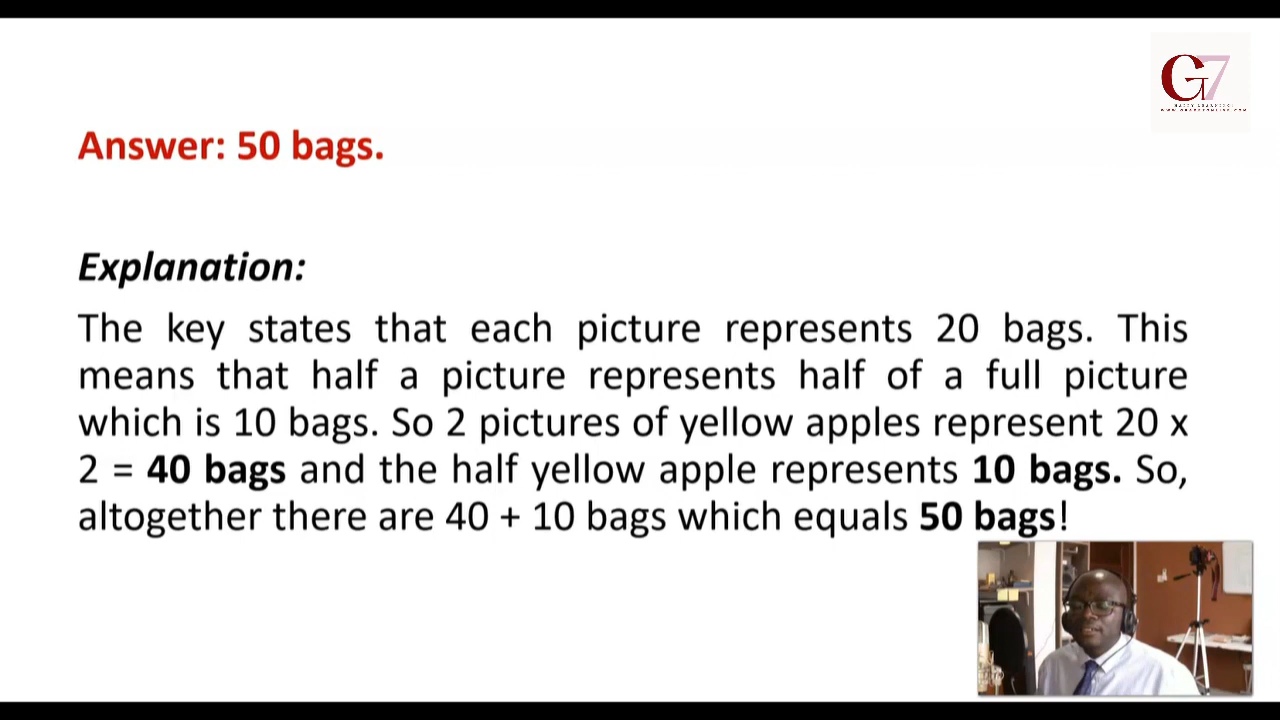 G7
Answer: 50 bags.
Explanation:
The key states that each picture represents 20 bags. This
means that half a picture represents half of a full picture
which is 10 bags. So 2 pictures of yellow apples represent 20 x
2 = 40 bags and the half yellow apple represents 10 bags. So,
altogether there are 40 + 10 bags which equals 50 bags!